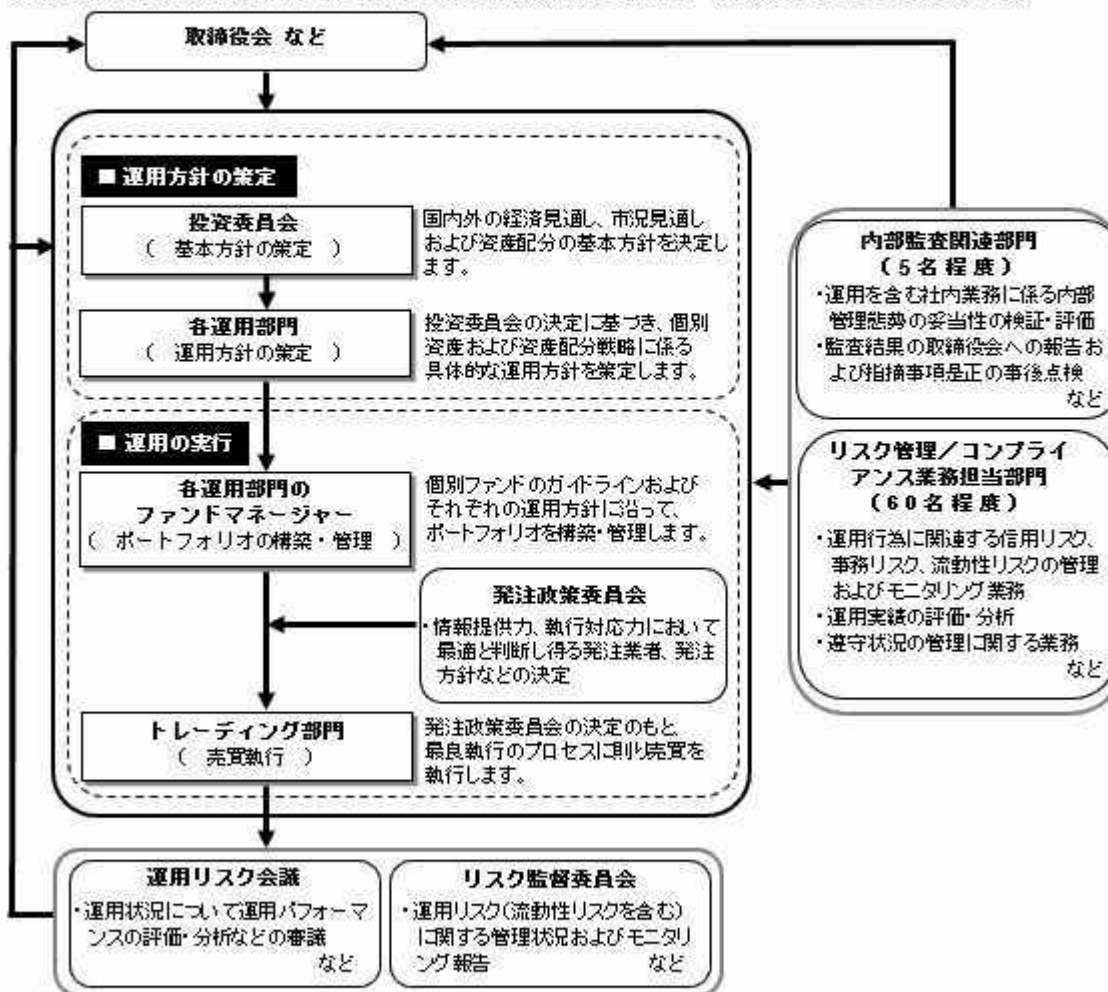 取締役会 など
■ 運用方針の策定
投資委員会
( 基本方針の策定 )
国内外の経済見通し、市況見通し
および資産配分の基本方針を決定し
ます。
各運用部門
( 運用方針の策定 )
投資委員会の決定に基づき、個別
資産および資産配分戦略に係る
具体的な運用方針を策定します。
■ 運用の実行
各運用部門の
ファンドマネージャー
( ポートフォリオの構築・管理 )
個別ファンドのガイドラインおよび
それぞれの運用方針に沿って、
ポートフォリオを構築・管理します。
発注政策委員会
・情報提供力、執行対応力において
最適と判断し得る発注業者、発注
方針などの決定
トレーディング部門
( 売買執行 )
発注政策委員会の決定のもと
最良執行のプロセスに則り売買を
執行します。
内部監査関連部門
(5名程度)
・運用を含む社内業務に係る内部
管理態勢の妥当性の検証・評価
・監査結果の取締役会への報告お
よび指摘事項是正の事後点検
など
リスク管理/コンプライ
アンス業務担当部門
(60名程度)
・運用行為に関連する信用リスク、
事務リスク、流動性リスクの管理
およびモニタリング業務
・運用実績の評価・分析
・遵守状況の管理に関する業務
など
運用リスク会議
・運用状況について運用パフォーマ
ンスの評価・分析などの審議
など
リスク監督委員会
・運用リスク(流動性リスクを含む)
に関する管理状況およびモニタリ
ング報告 など